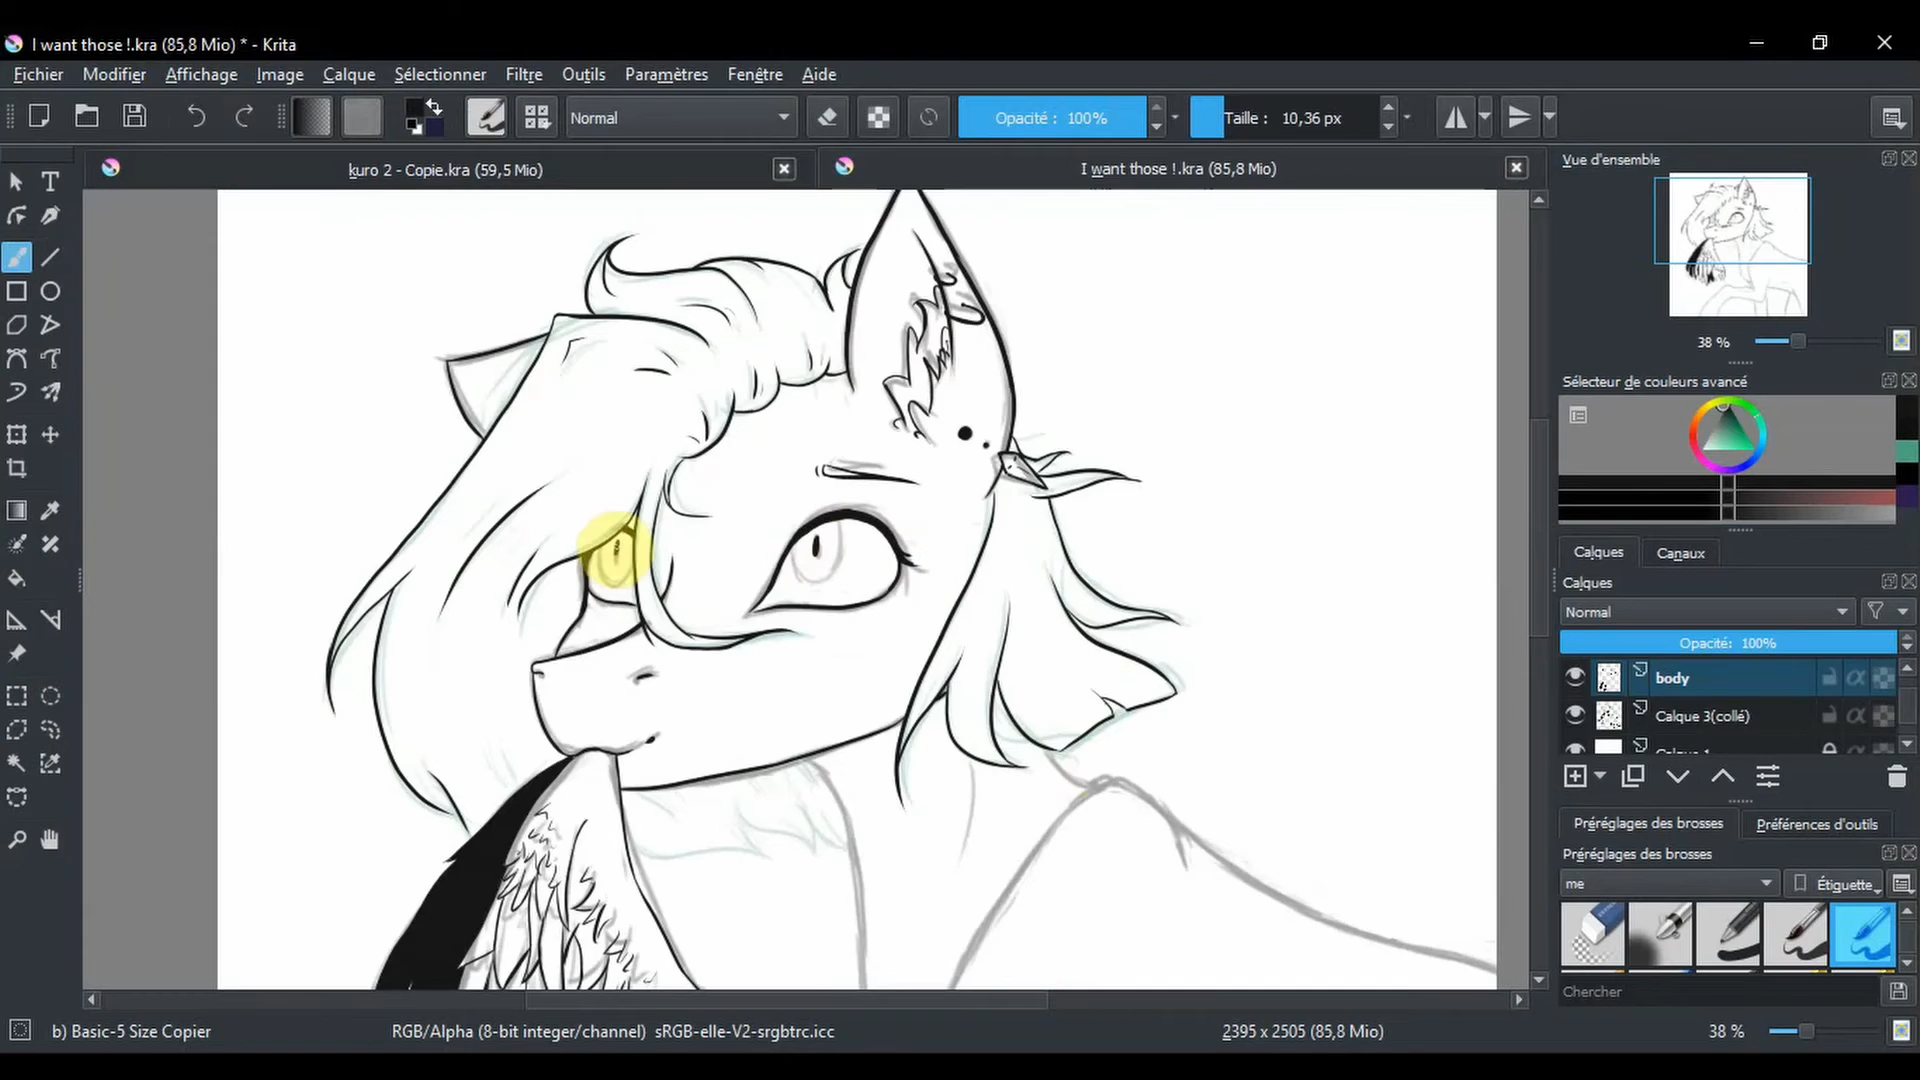 I want those !.kra (85,8 Mio) * - Krita
Fichier Modifier Affichage Image Calque Sélectionner Filtre Outils Paramètres Fenêtre Aide
Normal Opacité : 100% Taille : 10,36 px
kuro 2 - Copie.kra (59,5 Mio) I want those !.kra (85,8 Mio)
Vue d'ensemble
38 %
Sélecteur de couleurs avancé
Calques Canaux
Calques
Normal
Opacité: 100%
body
Calque 3(collé)
Calque 1
Préréglages des brosses Préférences d'outils
Préréglages des brosses
me Étiquette
Chercher
b) Basic-5 Size Copier RGB/Alpha (8-bit integer/channel) sRGB-elle-V2-srgbtrc.icc 2395 x 2505 (85,8 Mio) 38 %